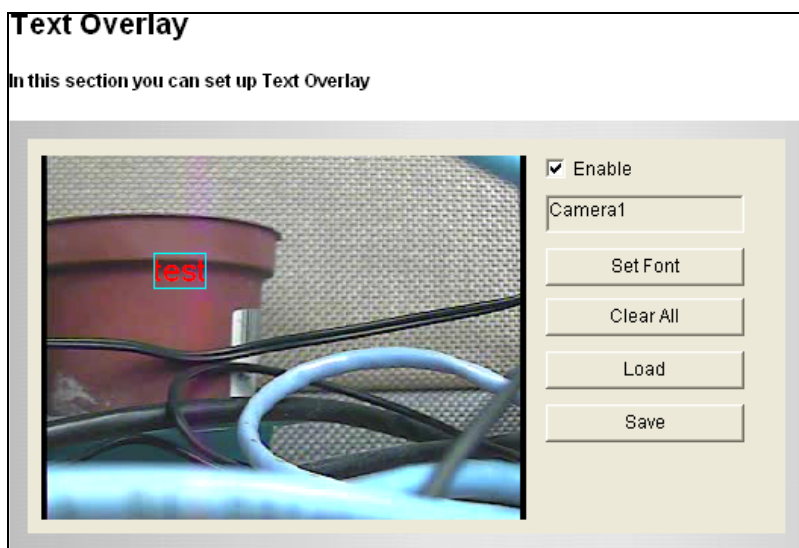 Text Overlay
In this section you can set up Text Overlay
test
Enable
Camera1
Set Font
Clear All
Load
Save